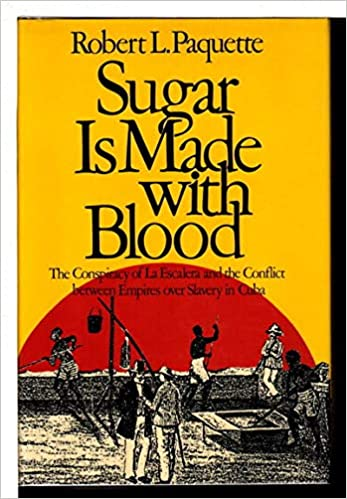 Robert L. Paquette
Sugar
Is Made
with
Blood
The Conspiracy of La Escalera and the Conflict
between Empires over Slavery in Cuba